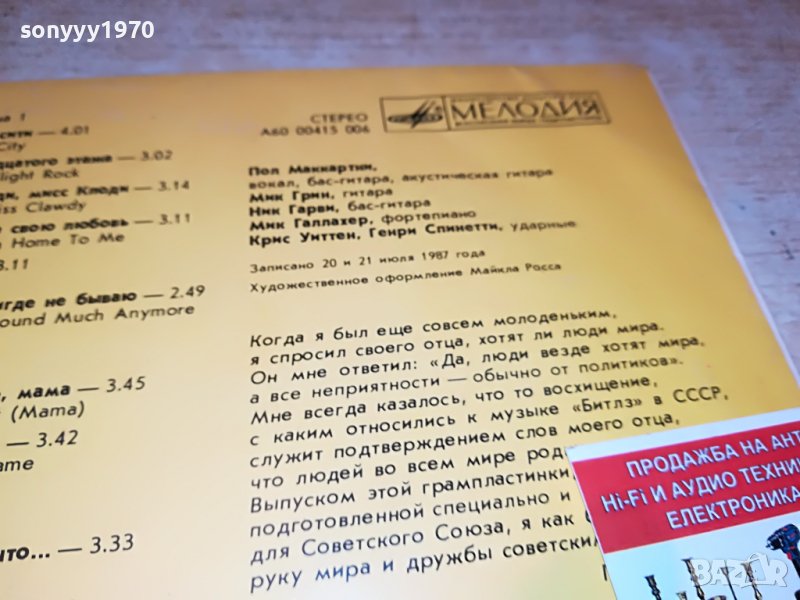 sonyyy1970
СТЕРЕО
А60 00415 006
МЕЛОДИЯ
1
— 4.01
City
— 3.02
light Rock
мисс Клоди — 3.14
iss Clawdy
свою любовь — 3.11
Home To Me
3.11
игде не бываю — 2.49
ound Much Anymore
мама — 3.45
(Mama)
— 3.42
ame
что... — 3.33
Пол Маккартни,
вокал, бас-гитара, акустическая гитара
Мик Грин, гитара
Ник Гарви, бас-гитара
Мик Галлахер, фортепиано
Крис Уиттен, Генри Спинетти, ударные
Записано 20 и 21 июля 1987 года
Художественное оформление Майкла Росса
Когда я был еще совсем молоденьким,
я спросил своего отца, хотят ли люди мира.
Он мне ответил: «Да, люди везде хотят мира,
а все неприятности — обычно от политиков».
Мне всегда казалось, что то восхищение,
с каким относились к музыке «Битлз» в СССР,
служит подтверждением слов моего отца,
что люди во всем мире род
Выпуском этой грампластинки,
подготовленной специально и
для Советского Союза, я как
руку мира и дружбы советски
ПРОДАЖБА НА АНТ
Hi-Fi И АУДИО ТЕХНИ
ЕЛЕКТРОНИКА
BAZAR